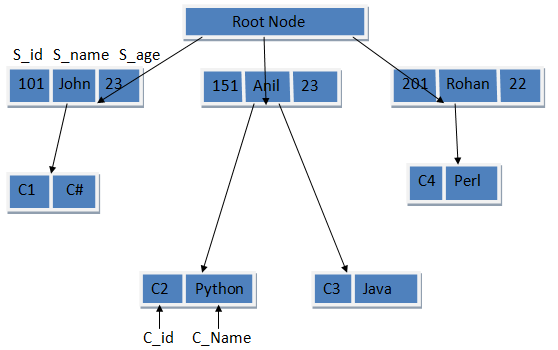 Root Node
S_id S_name S_age
101 John 23
151 Anil 23
201 Rohan 22
C1 C#
C4 Perl
C2 Python
C3 Java
C_id C_Name